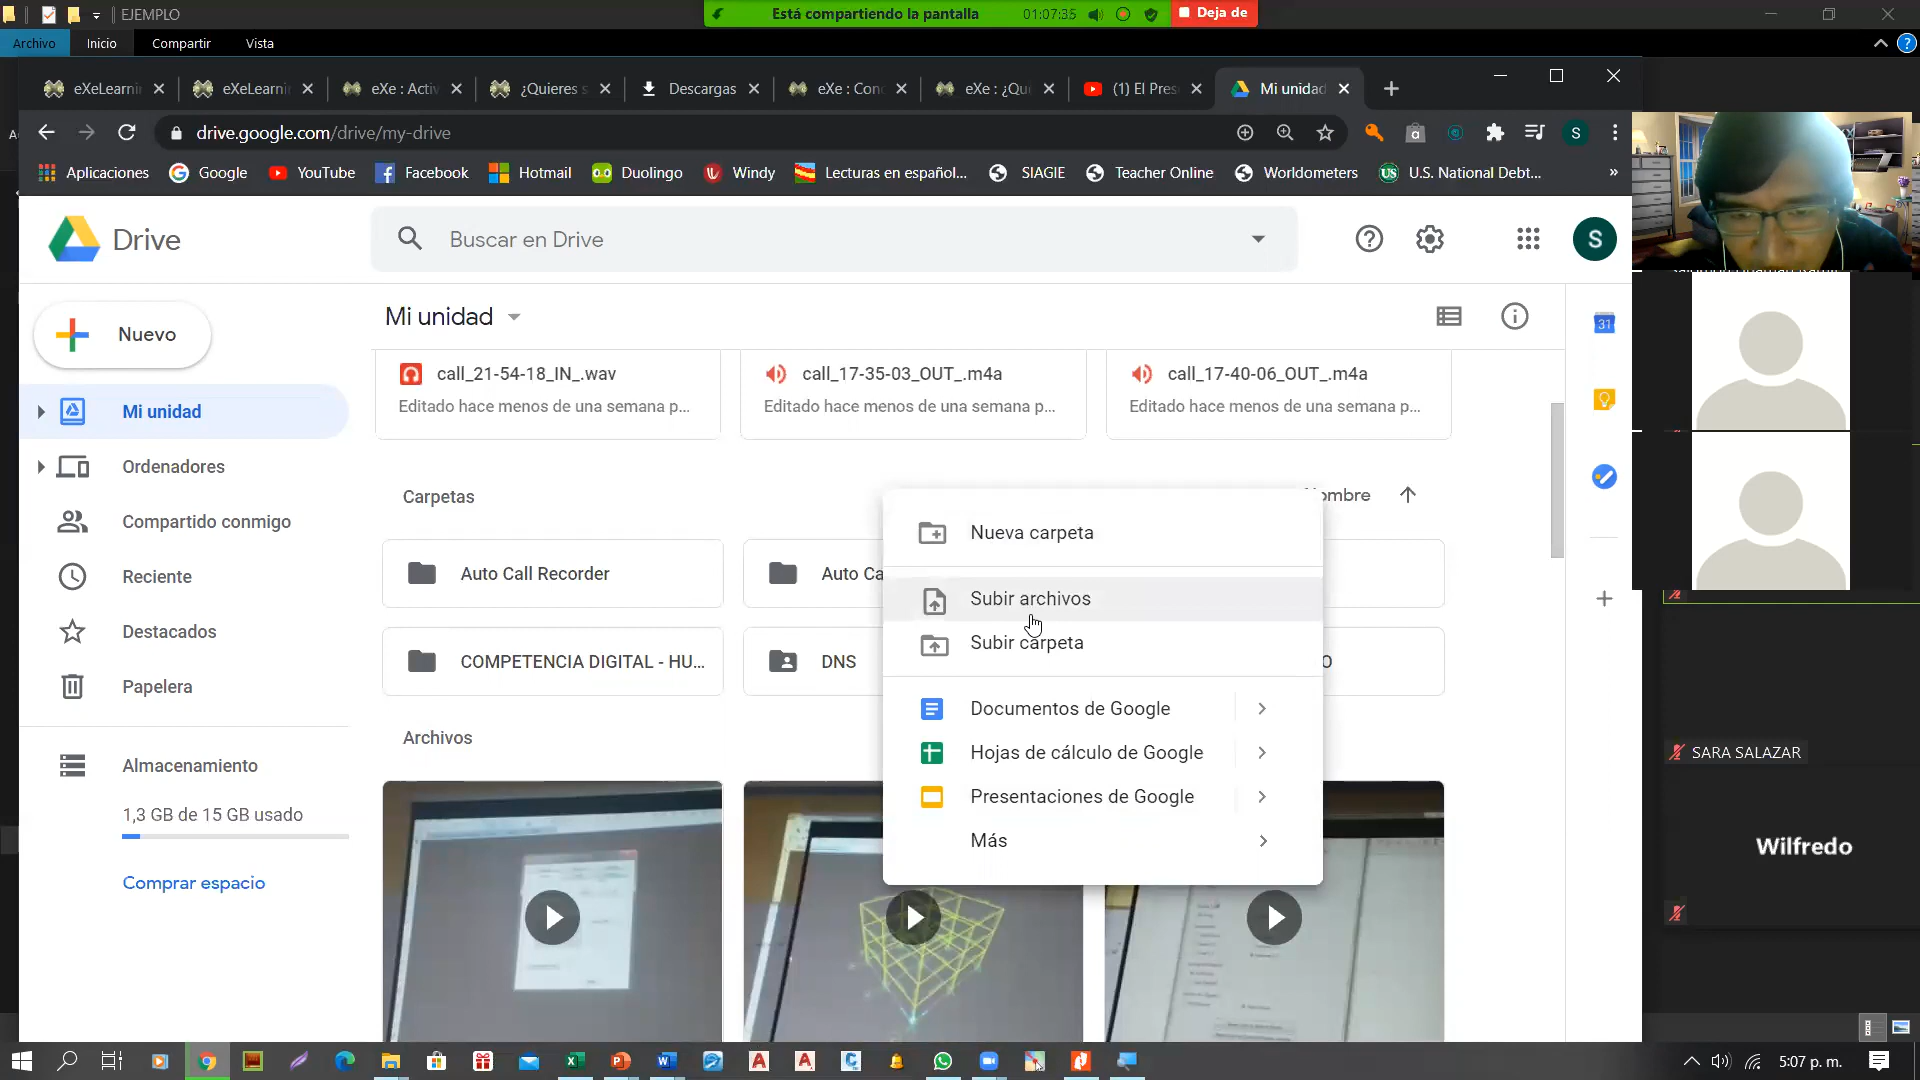 EJEMPLO
Está compartiendo la pantalla
01:07:35
Deja de
Archivo
Inicio
Compartir
Vista
eXeLearni
eXeLearni
eXe : Activ
¿Quieres s
Descargas
eXe : Con
eXe : ¿Qu
(1) El Pres
Mi unidad
drive.google.com/drive/my-drive
S
Aplicaciones
Google
YouTube
Facebook
Hotmail
Duolingo
Windy
Lecturas en español...
SIAGIE
Teacher Online
Worldometers
US
U.S. National Debt...
»
Drive
Buscar en Drive
S
Nuevo
Mi unidad
31
call_21-54-18_IN_.wav
call_17-35-03_OUT_.m4a
call_17-40-06_OUT_.m4a
Editado hace menos de una semana p...
Editado hace menos de una semana p...
Editado hace menos de una semana p...
Mi unidad
Ordenadores
Compartido conmigo
Reciente
Destacados
Papelera
Almacenamiento
1,3 GB de 15 GB usado
Comprar espacio
Carpetas
ombre
Auto Call Recorder
Auto Ca
COMPETENCIA DIGITAL - HU...
DNS
O
Archivos
Nueva carpeta
Subir archivos
Subir carpeta
Documentos de Google
Hojas de cálculo de Google
Presentaciones de Google
Más
SARA SALAZAR
Wilfredo
5:07 p. m.